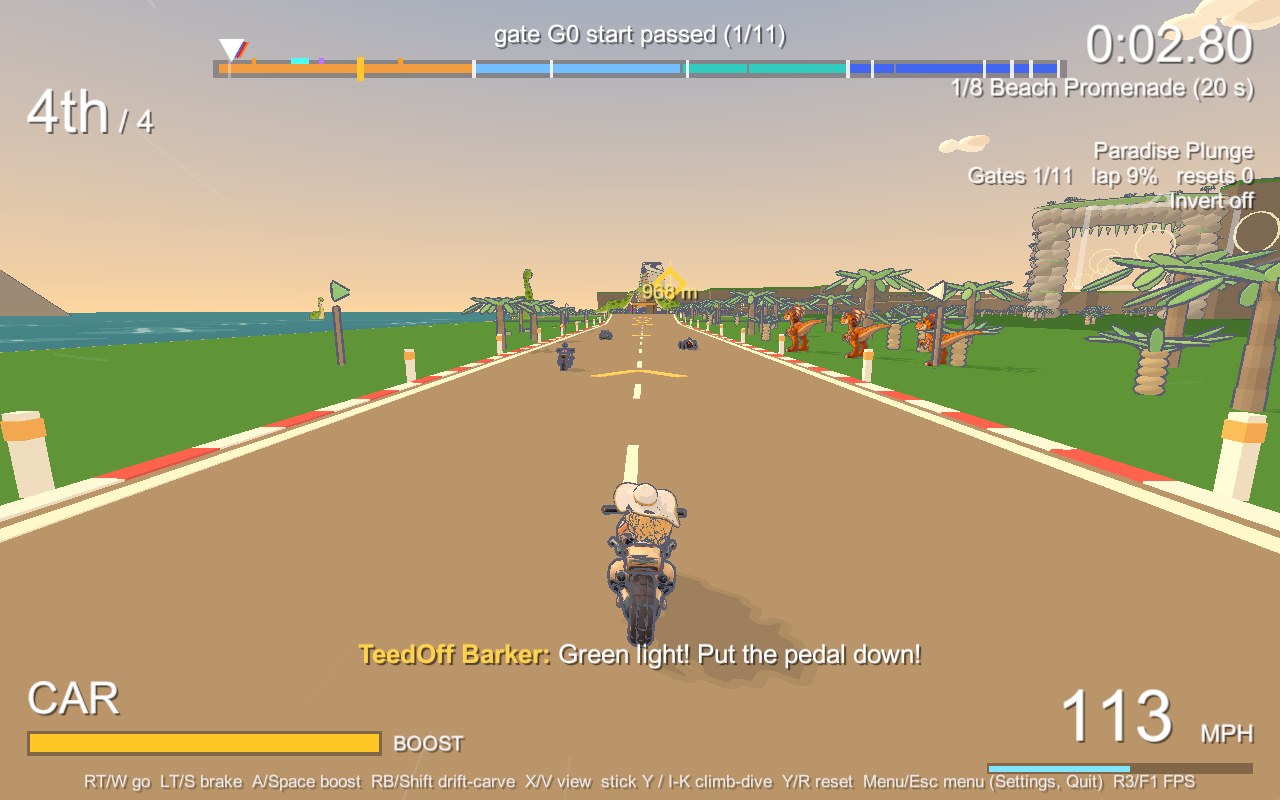 gate G0 start passed (1/11)
0:02.80
1/8 Beach Promenade (20 s)
4th / 4
Paradise Plunge
Gates 1/11 lap 9% resets 0
Invert off
968 m
TeedOff Barker: Green light! Put the pedal down!
CAR
BOOST
113 MPH
RT/W go LT/S brake A/Space boost RB/Shift drift-carve X/V view stick Y / I-K climb-dive Y/R reset Menu/Esc menu (Settings, Quit) R3/F1 FPS